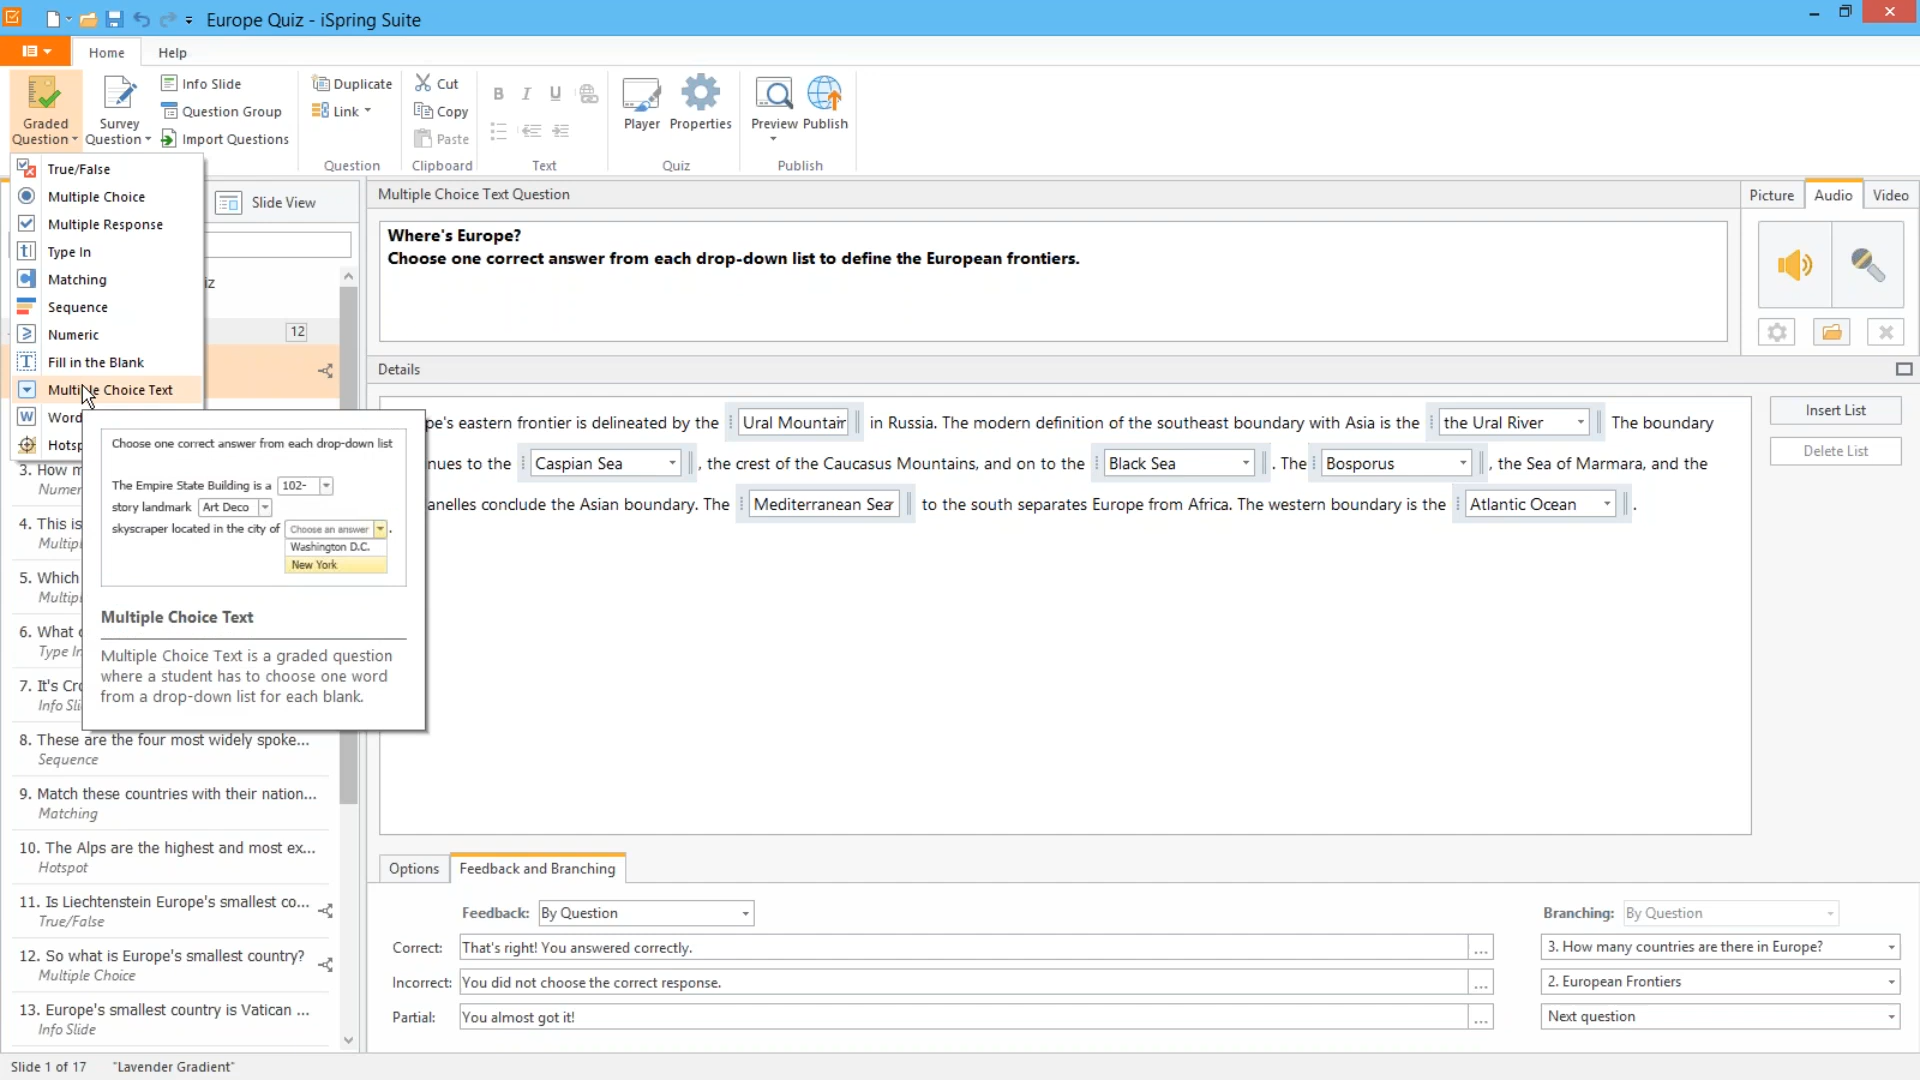 Europe Quiz - iSpring Suite
Home
Help
Graded Question
Survey Question
Info Slide
Question Group
Import Questions
Duplicate
Link
Question
Cut
Copy
Paste
Clipboard
B I U
Text
Player
Properties
Quiz
Preview
Publish
Publish
True/False
Multiple Choice
Multiple Response
Type In
Matching
Sequence
Numeric
Fill in the Blank
Multiple Choice Text
Word
Slide View
12
Choose one correct answer from each drop-down list
The Empire State Building is a 102-
story landmark Art Deco
skyscraper located in the city of Choose an answer .
Washington D.C.
New York
Multiple Choice Text
Multiple Choice Text is a graded question
where a student has to choose one word
from a drop-down list for each blank.
3. How
4. This is
5. Which
6. What
7. It's
8. These are the four most widely spoke...
Sequence
9. Match these countries with their nation...
Matching
10. The Alps are the highest and most ex...
Hotspot
11. Is Liechtenstein Europe's smallest co...
True/False
12. So what is Europe's smallest country?
Multiple Choice
13. Europe's smallest country is Vatican ...
Info Slide
Multiple Choice Text Question
Where's Europe?
Choose one correct answer from each drop-down list to define the European frontiers.
Picture
Audio
Video
Details
pe's eastern frontier is delineated by the Ural Mountain in Russia. The modern definition of the southeast boundary with Asia is the the Ural River The boundary
nues to the Caspian Sea , the crest of the Caucasus Mountains, and on to the Black Sea . The Bosporus , the Sea of Marmara, and the
anelles conclude the Asian boundary. The Mediterranean Sea to the south separates Europe from Africa. The western boundary is the Atlantic Ocean .
Insert List
Delete List
Options
Feedback and Branching
Feedback: By Question
Branching: By Question
Correct: That's right! You answered correctly. ... 3. How many countries are there in Europe?
Incorrect: You did not choose the correct response. ... 2. European Frontiers
Partial: You almost got it! ... Next question
Slide 1 of 17 "Lavender Gradient"